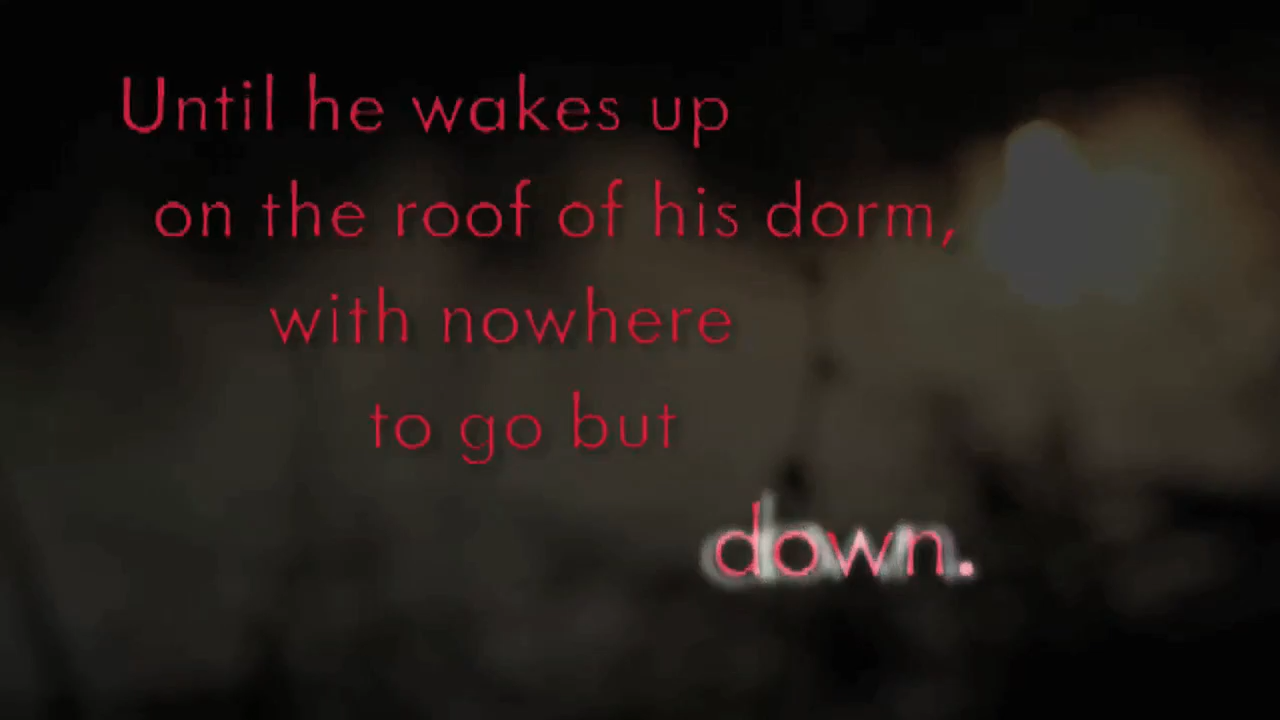 Until he wakes up
on the roof of his dorm,
with nowhere
to go but
down.